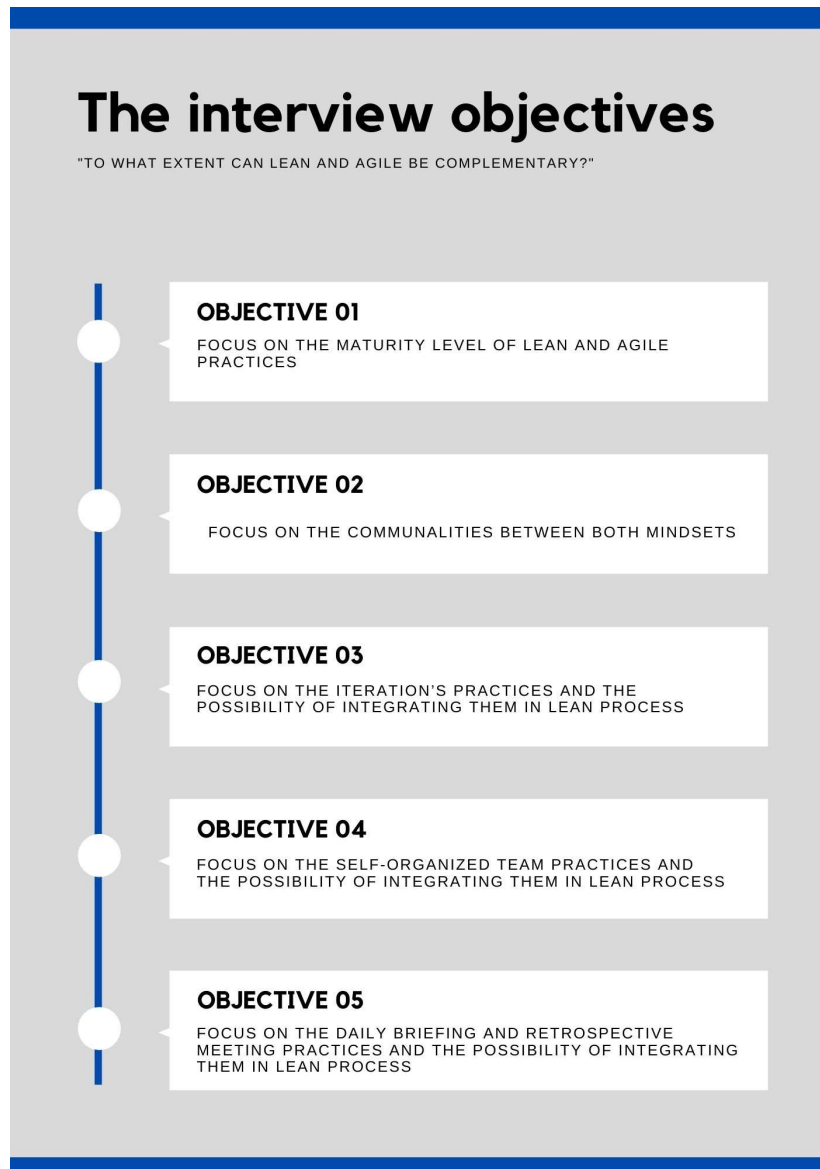 The interview objectives
"TO WHAT EXTENT CAN LEAN AND AGILE BE COMPLEMENTARY?"
OBJECTIVE 01
FOCUS ON THE MATURITY LEVEL OF LEAN AND AGILE
PRACTICES
OBJECTIVE 02
FOCUS ON THE COMMUNALITIES BETWEEN BOTH MINDSETS
OBJECTIVE 03
FOCUS ON THE ITERATION’S PRACTICES AND THE
POSSIBILITY OF INTEGRATING THEM IN LEAN PROCESS
OBJECTIVE 04
FOCUS ON THE SELF-ORGANIZED TEAM PRACTICES AND
THE POSSIBILITY OF INTEGRATING THEM IN LEAN PROCESS
OBJECTIVE 05
FOCUS ON THE DAILY BRIEFING AND RETROSPECTIVE
MEETING PRACTICES AND THE POSSIBILITY OF INTEGRATING
THEM IN LEAN PROCESS